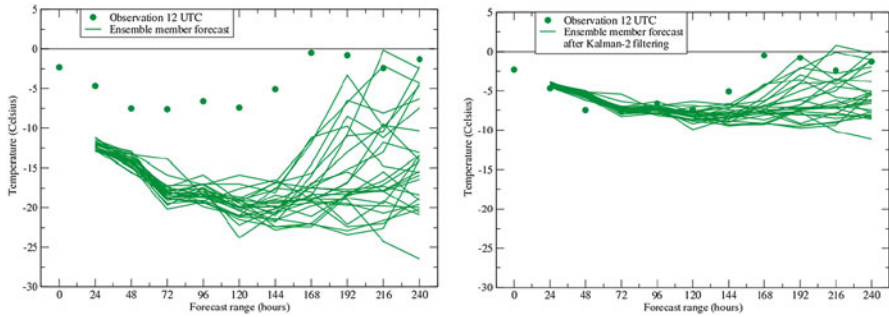 Observation 12 UTC
Ensemble member forecast
5
0
-5
-10
-15
-20
-25
-30
Temperature (Celsius)
0 24 48 72 96 120 144 168 192 216 240
Forecast range (hours)
Observation 12 UTC
Ensemble member forecast
after Kalman-2 filtering
5
0
-5
-10
-15
-20
-25
-30
Temperature (Celsius)
0 24 48 72 96 120 144 168 192 216 240
Forecast range (hours)